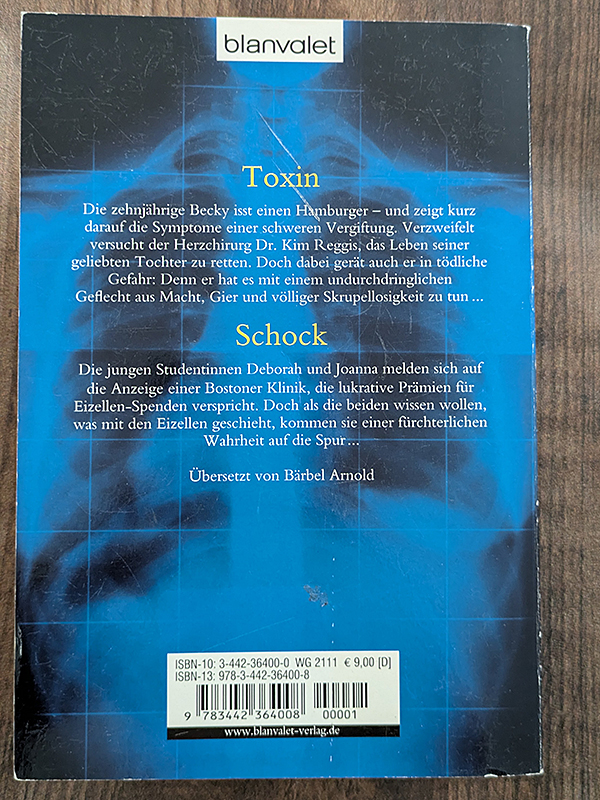 blanvalet
Toxin
Die zehnjährige Becky isst einen Hamburger – und zeigt kurz
darauf die Symptome einer schweren Vergiftung. Verzweifelt
versucht der Herzchirurg Dr. Kim Reggis, das Leben seiner
geliebten Tochter zu retten. Doch dabei gerät auch er in tödliche
Gefahr: Denn er hat es mit einem undurchdringlichen
Geflecht aus Macht, Gier und völliger Skrupellosigkeit zu tun ...
Schock
Die jungen Studentinnen Deborah und Joanna melden sich auf
die Anzeige einer Bostoner Klinik, die lukrative Prämien für
Eizellen-Spenden verspricht. Doch als die beiden wissen wollen,
was mit den Eizellen geschieht, kommen sie einer fürchterlichen
Wahrheit auf die Spur ...
Übersetzt von Bärbel Arnold
ISBN-10: 3-442-36400-0 WG 2111 € 9,00 [D]
ISBN-13: 978-3-442-36400-8
9 783442 364008 00001
www.blanvalet-verlag.de